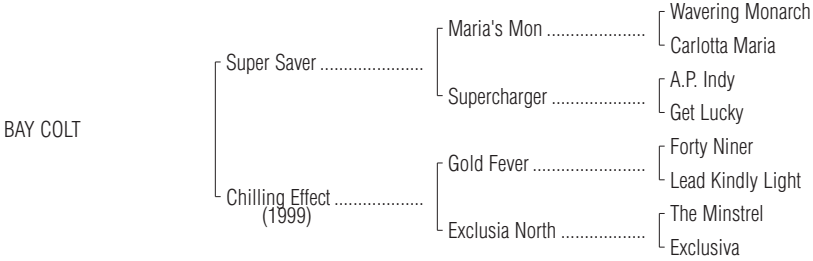 Wavering Monarch
Maria's Mon .....................
Carlotta Maria
Super Saver ......................
A.P. Indy
Supercharger ....................
Get Lucky
BAY COLT
Forty Niner
Gold Fever ........................
Lead Kindly Light
Chilling Effect ...................
(1999)
The Minstrel
Exclusia North ..................
Exclusiva